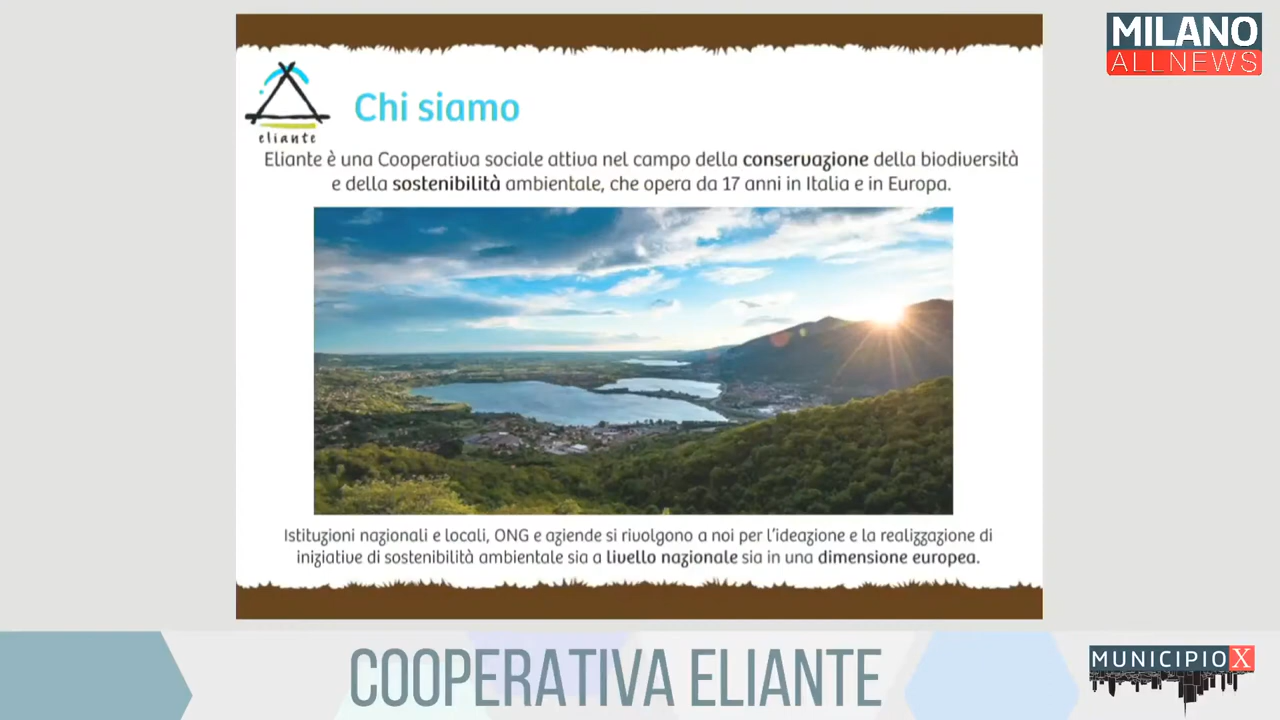 MILANO
ALLNEWS
eliante
Chi siamo
Eliante è una Cooperativa sociale attiva nel campo della conservazione della biodiversità
e della sostenibilità ambientale, che opera da 17 anni in Italia e in Europa.
Istituzioni nazionali e locali, ONG e aziende si rivolgono a noi per l'ideazione e la realizzazione di
iniziative di sostenibilità ambientale sia a livello nazionale sia in una dimensione europea.
COOPERATIVA ELIANTE
MUNICIPIO X